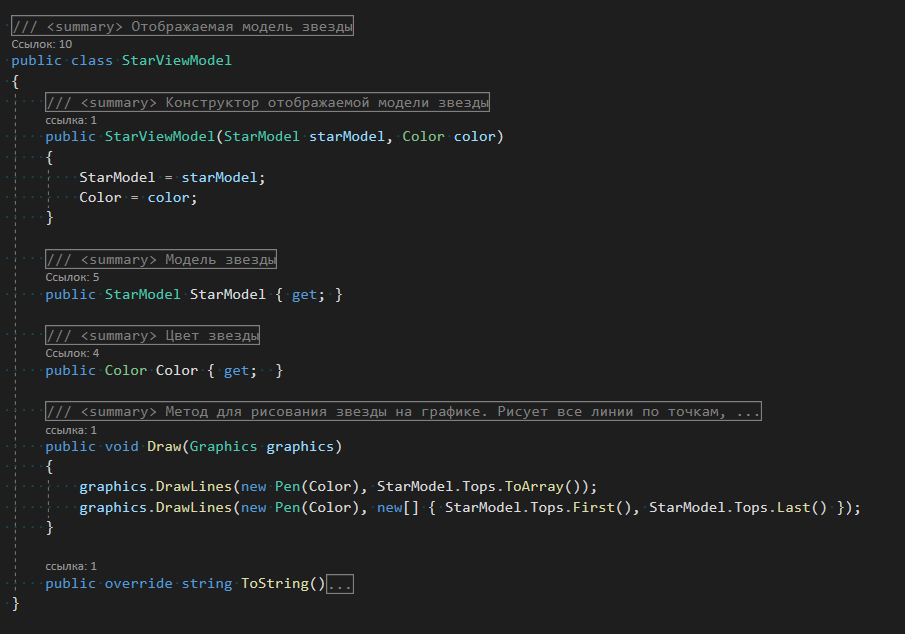 /// <summary> Отображаемая модель звезды
Ссылок: 10
public class StarViewModel
{
/// <summary> Конструктор отображаемой модели звезды
ссылка: 1
public StarViewModel(StarModel starModel, Color color)
{
StarModel = starModel;
Color = color;
}
/// <summary> Модель звезды
Ссылок: 5
public StarModel StarModel { get; }
/// <summary> Цвет звезды
Ссылок: 4
public Color Color { get;  }
/// <summary> Метод для рисования звезды на графике. Рисует все линии по точкам, ...
ссылка: 1
public void Draw(Graphics graphics)
{
graphics.DrawLines(new Pen(Color), StarModel.Tops.ToArray());
graphics.DrawLines(new Pen(Color), new[] { StarModel.Tops.First(), StarModel.Tops.Last() });
}
ссылка: 1
public override string ToString()...
}